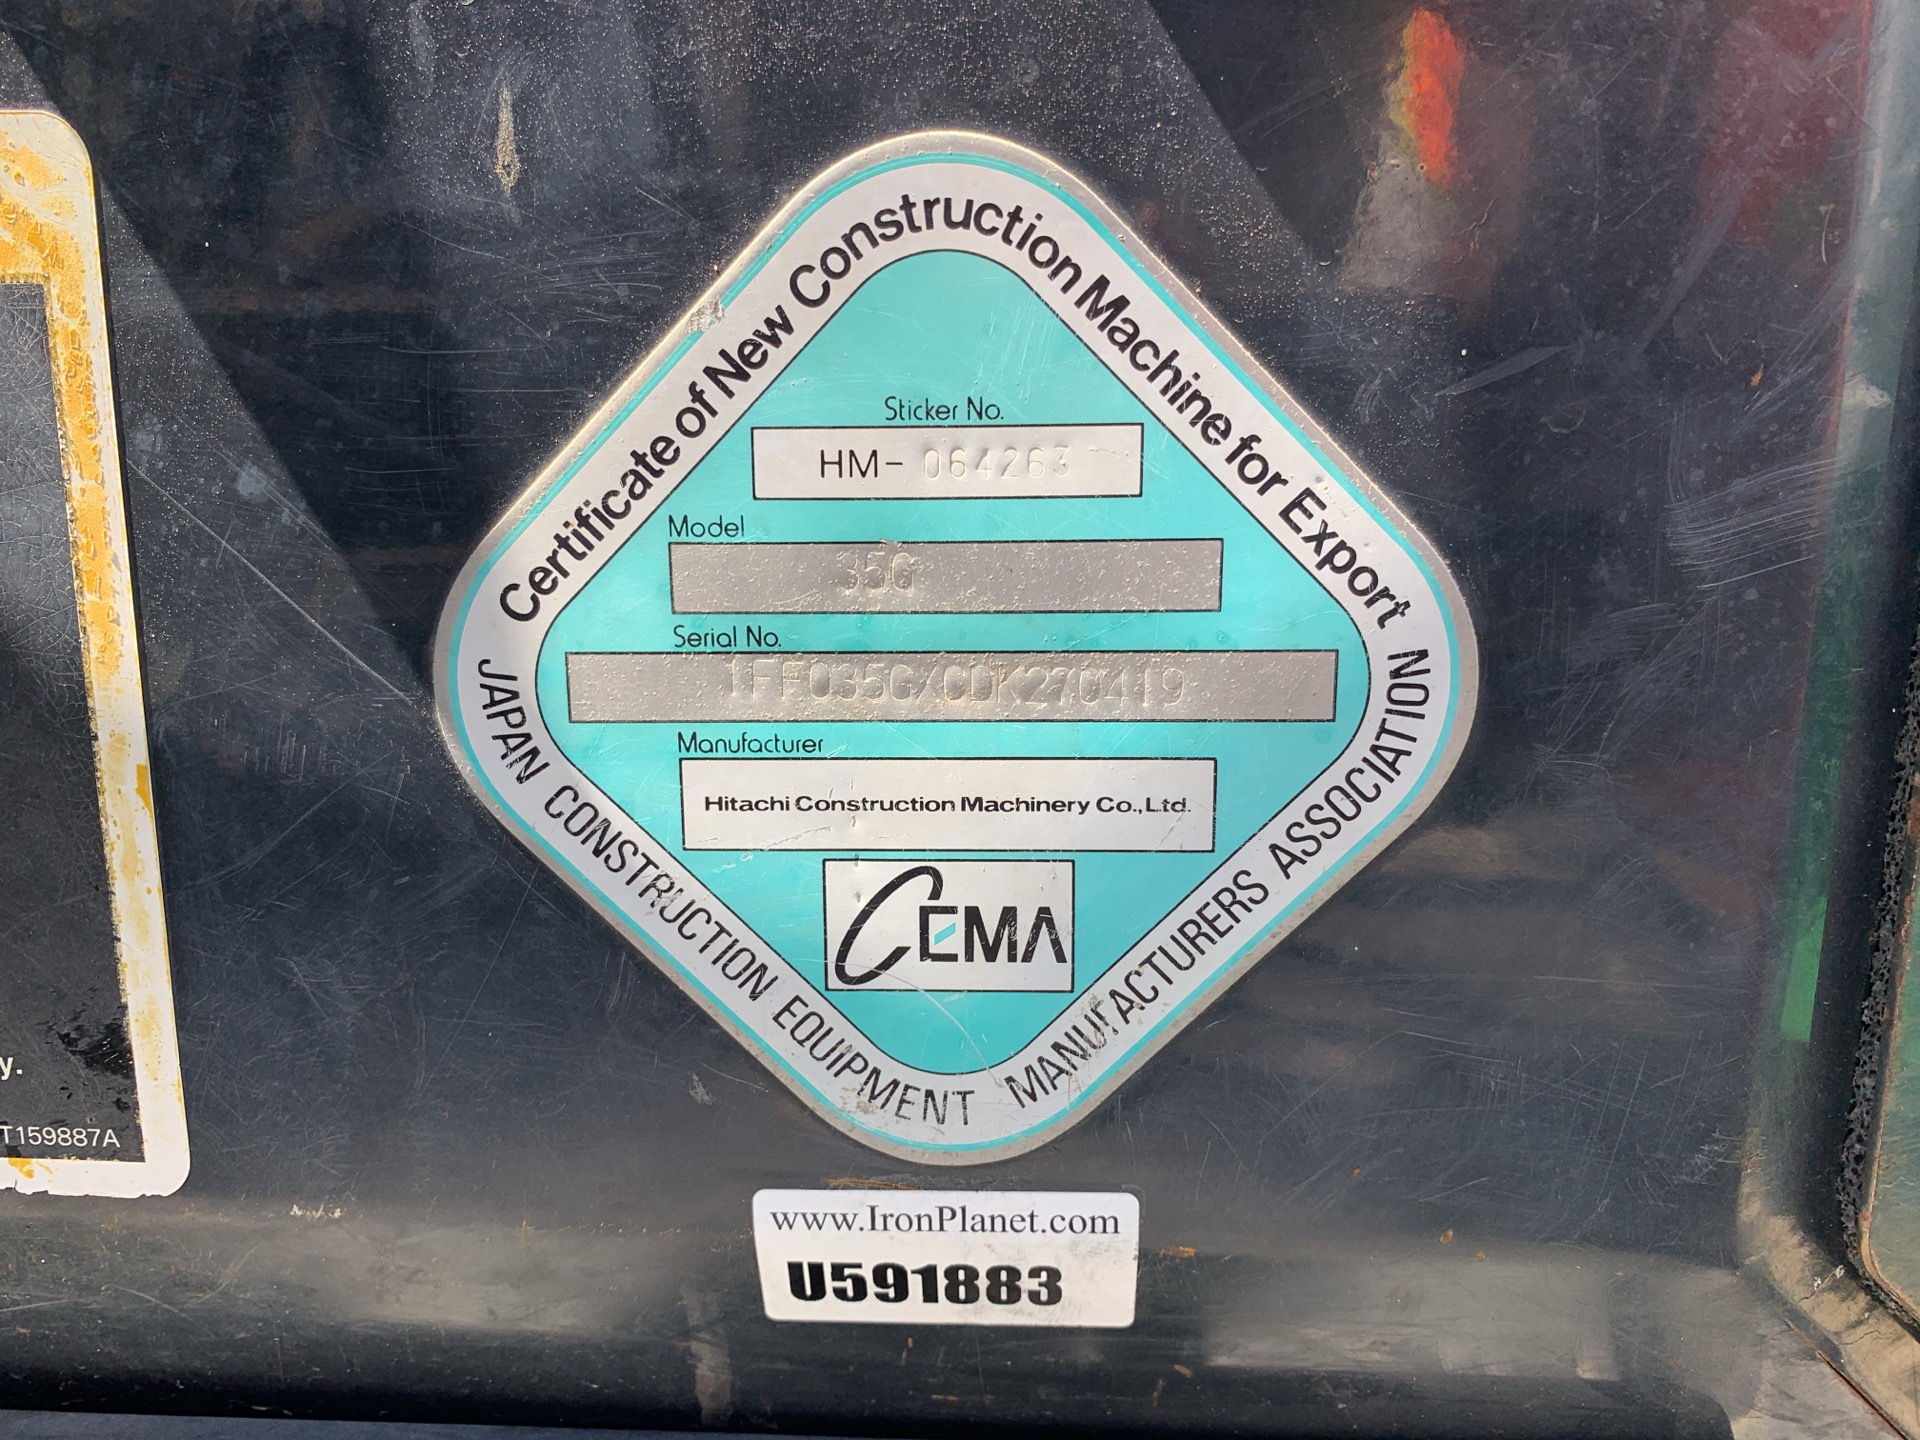 Certificate of New Construction Machine for Export
Sticker No.
HM- 064263
Model
35G
Serial No.
1FF035GXCDK270419
Manufacturer
Hitachi Construction Machinery Co.,Ltd.
CEMA
JAPAN CONSTRUCTION EQUIPMENT MANUFACTURERS ASSOCIATION
y.
T159887A
www.IronPlanet.com
U591883